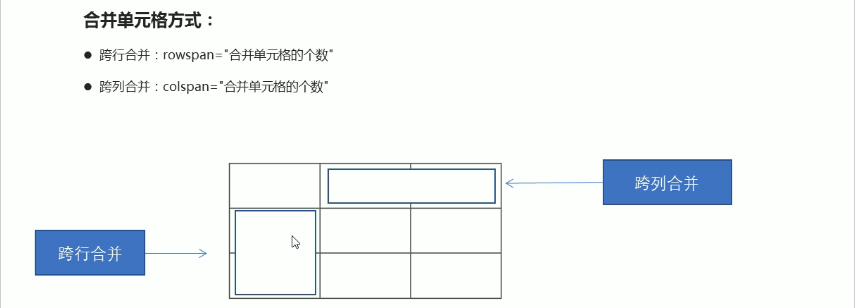 合并单元格方式：
● 跨行合并：rowspan="合并单元格的个数"
● 跨列合并：colspan="合并单元格的个数"
跨列合并
跨行合并